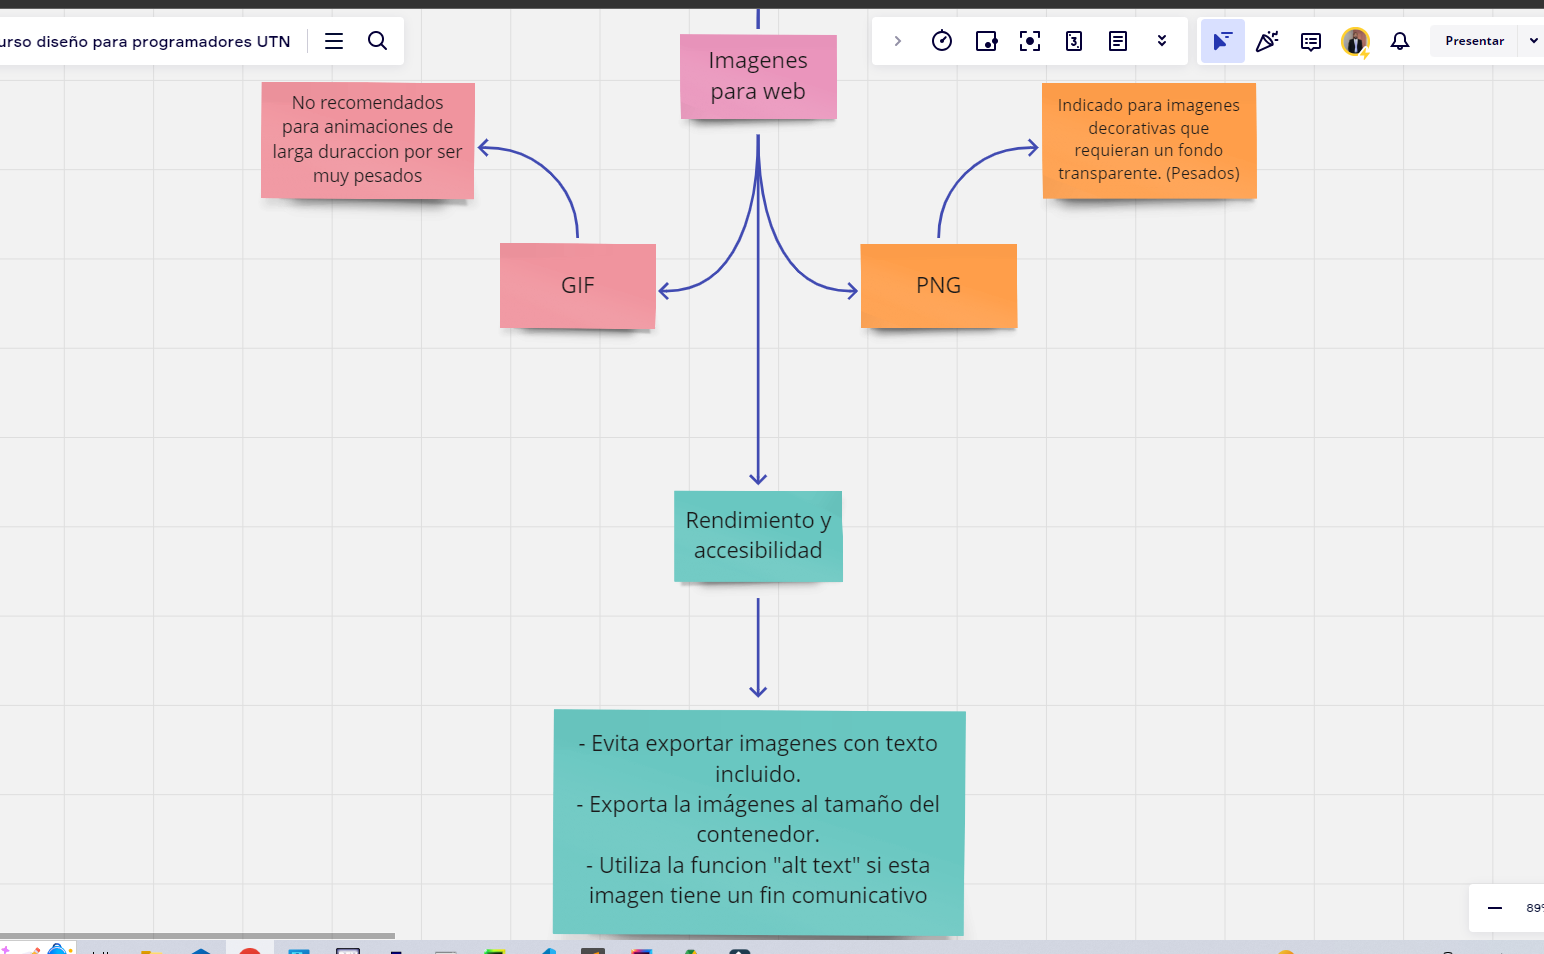 urso diseño para programadores UTN
Presentar
Imagenes
para web
No recomendados
para animaciones de
larga duraccion por ser
muy pesados
Indicado para imagenes
decorativas que
requieran un fondo
transparente. (Pesados)
GIF
PNG
Rendimiento y
accesibilidad
- Evita exportar imagenes con texto
incluido.
- Exporta la imágenes al tamaño del
contenedor.
- Utiliza la funcion "alt text" si esta
imagen tiene un fin comunicativo
89%